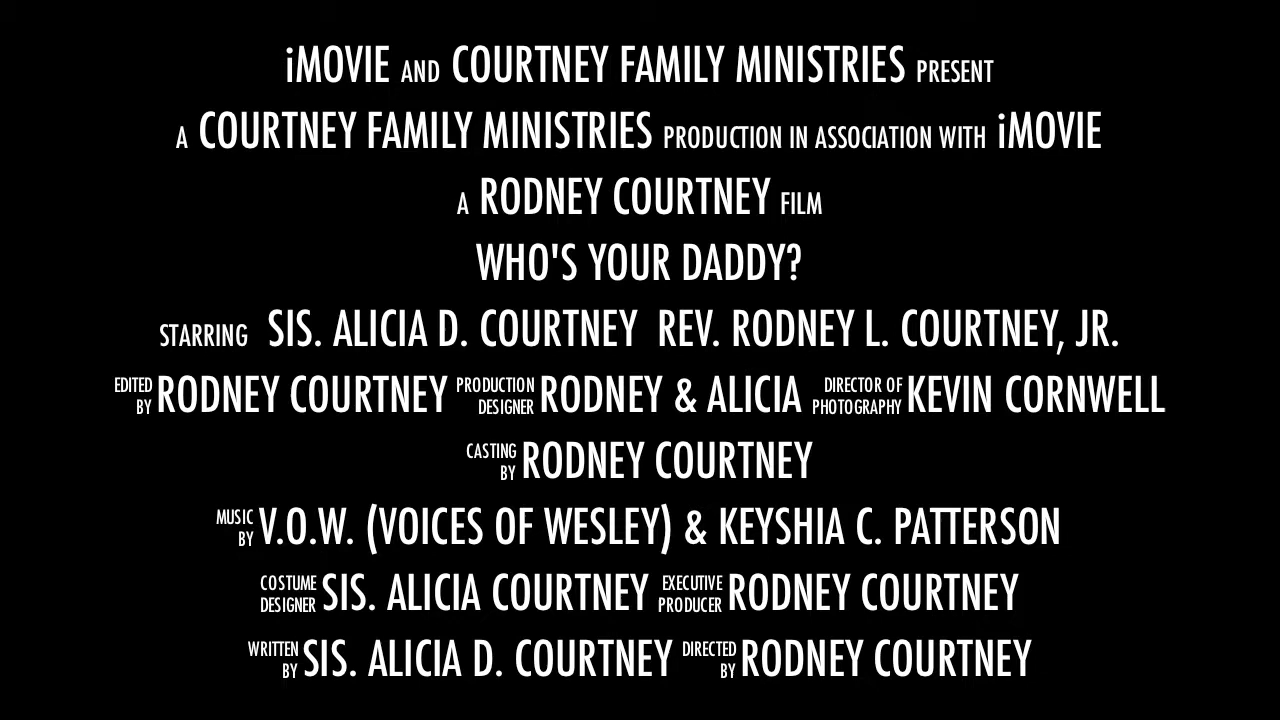 iMOVIE AND COURTNEY FAMILY MINISTRIES PRESENT
A COURTNEY FAMILY MINISTRIES PRODUCTION IN ASSOCIATION WITH iMOVIE
A RODNEY COURTNEY FILM
WHO'S YOUR DADDY?
STARRING SIS. ALICIA D. COURTNEY REV. RODNEY L. COURTNEY, JR.
EDITED BY RODNEY COURTNEY PRODUCTION DESIGNER RODNEY & ALICIA DIRECTOR OF PHOTOGRAPHY KEVIN CORNWELL
CASTING BY RODNEY COURTNEY
MUSIC BY V.O.W. (VOICES OF WESLEY) & KEYSHIA C. PATTERSON
COSTUME DESIGNER SIS. ALICIA COURTNEY EXECUTIVE PRODUCER RODNEY COURTNEY
WRITTEN BY SIS. ALICIA D. COURTNEY DIRECTED BY RODNEY COURTNEY